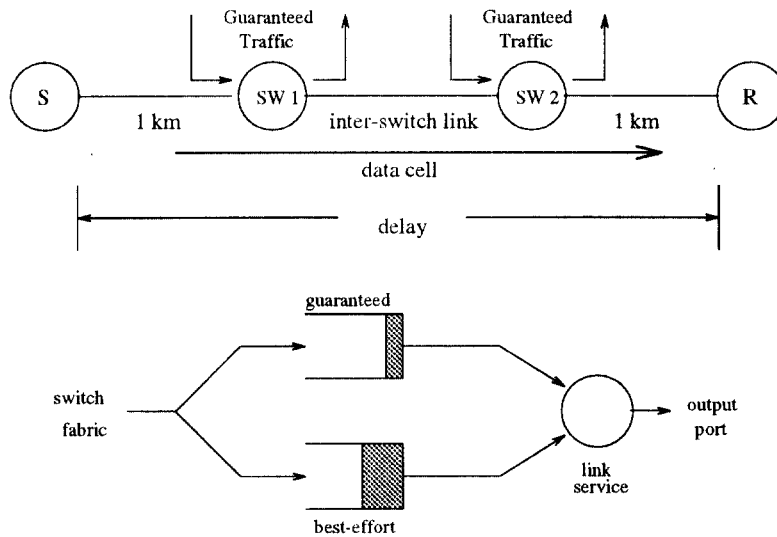 Guaranteed
Traffic
Guaranteed
Traffic
S
SW 1
SW 2
R
1 km
inter-switch link
1 km
data cell
delay
guaranteed
switch
fabric
output
port
link
service
best-effort